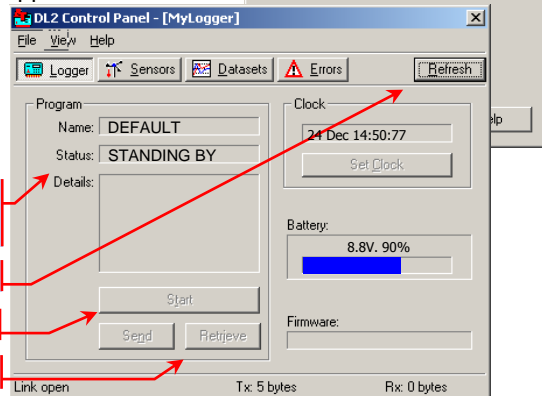 DL2 Control Panel - [MyLogger]
File View Help
Logger Sensors Datasets Errors Refresh
Program
Name: DEFAULT
Status: STANDING BY
Details:
Start
Send Retrieve
Clock
24 Dec 14:50:77
Set Clock
Battery:
8.8V. 90%
Firmware:
Link open Tx: 5 bytes Rx: 0 bytes